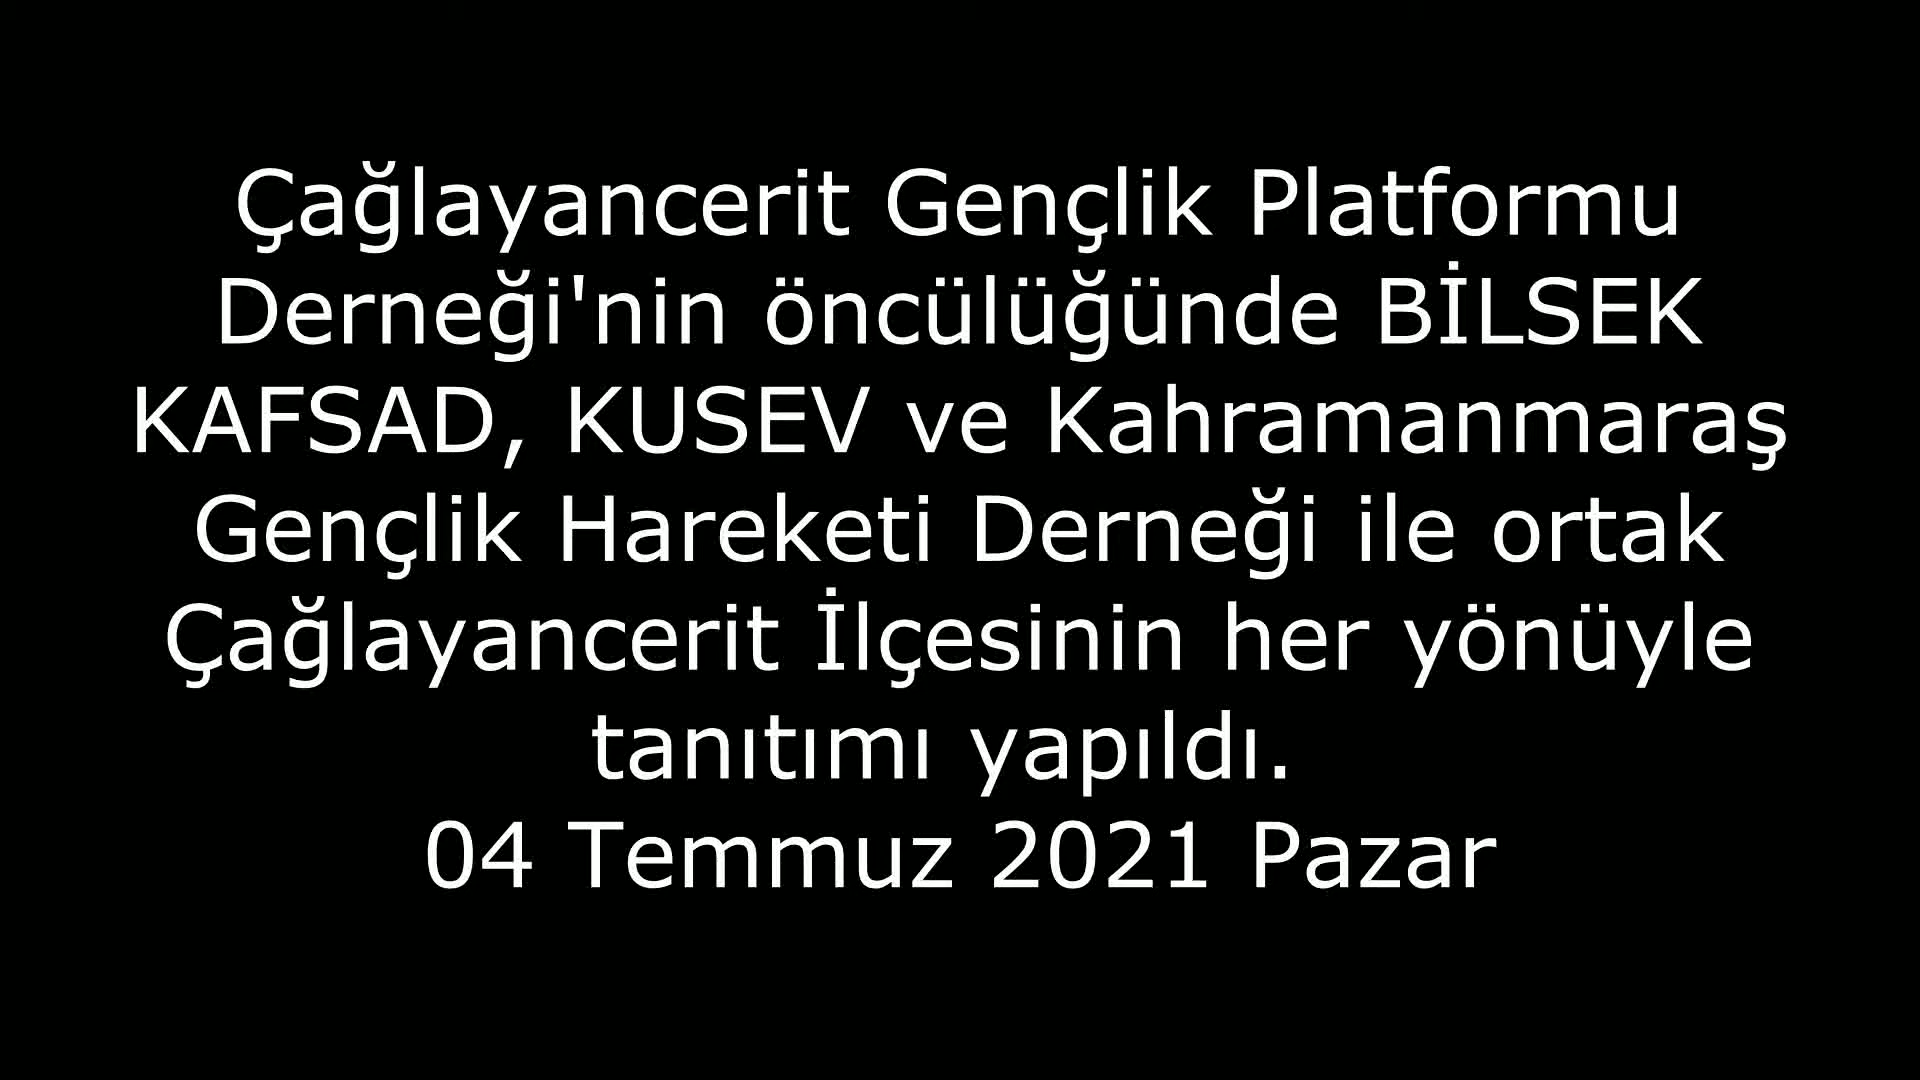 Çağlayancerit Gençlik Platformu
Derneği'nin öncülüğünde BİLSEK
KAFSAD, KUSEV ve Kahramanmaraş
Gençlik Hareketi Derneği ile ortak
Çağlayancerit İlçesinin her yönüyle
tanıtımı yapıldı.
04 Temmuz 2021 Pazar